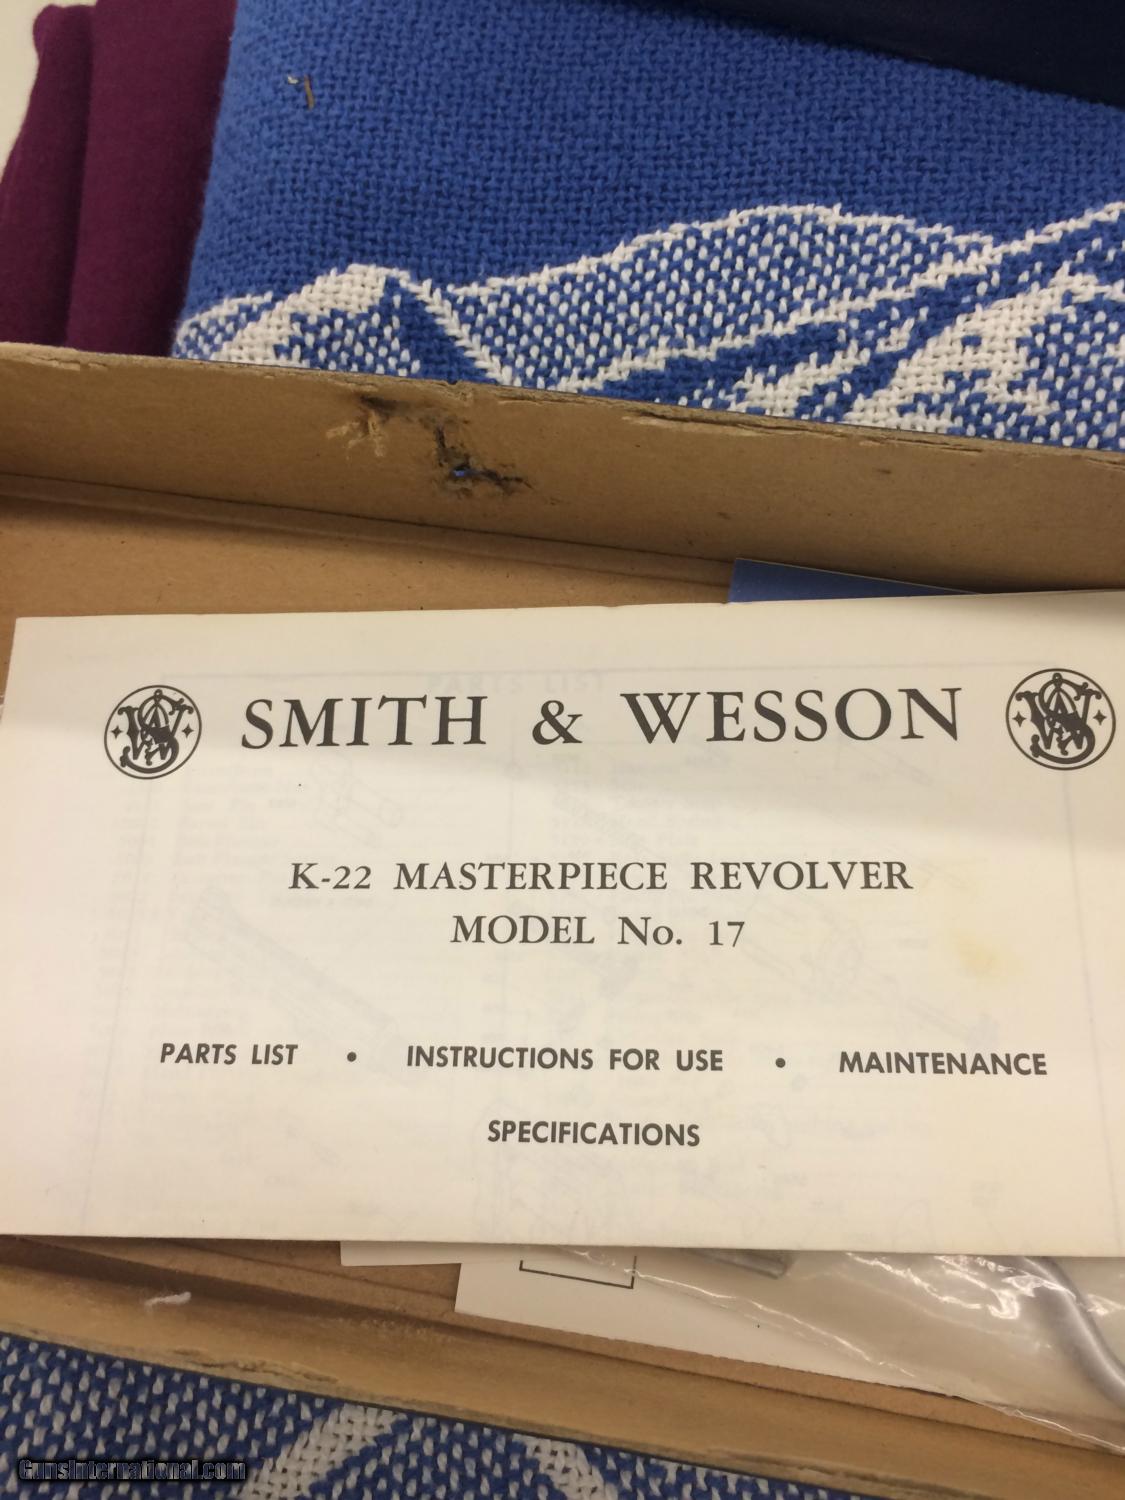 SMITH & WESSON
K-22 MASTERPIECE REVOLVER
MODEL No. 17
PARTS LIST • INSTRUCTIONS FOR USE • MAINTENANCE
SPECIFICATIONS
GunsInternational.com